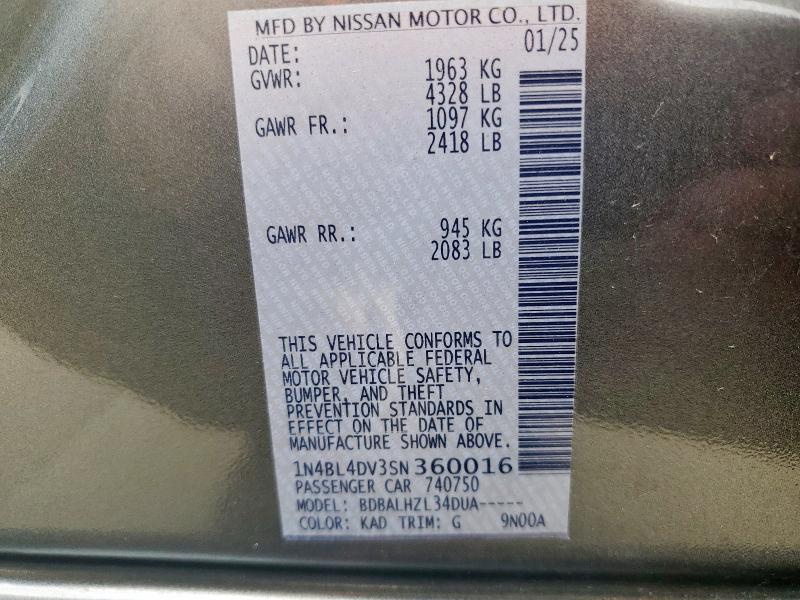 MFD BY NISSAN MOTOR CO., LTD.
DATE: 01/25
GVWR: 1963 KG
4328 LB
GAWR FR.: 1097 KG
2418 LB
GAWR RR.: 945 KG
2083 LB
THIS VEHICLE CONFORMS TO
ALL APPLICABLE FEDERAL
MOTOR VEHICLE SAFETY,
BUMPER, AND THEFT
PREVENTION STANDARDS IN
EFFECT ON THE DATE OF
MANUFACTURE SHOWN ABOVE.
1N4BL4DV3SN360016
PASSENGER CAR 740750
MODEL: BDBALHZL34DUA-----
COLOR: KAD TRIM: G 9N00A